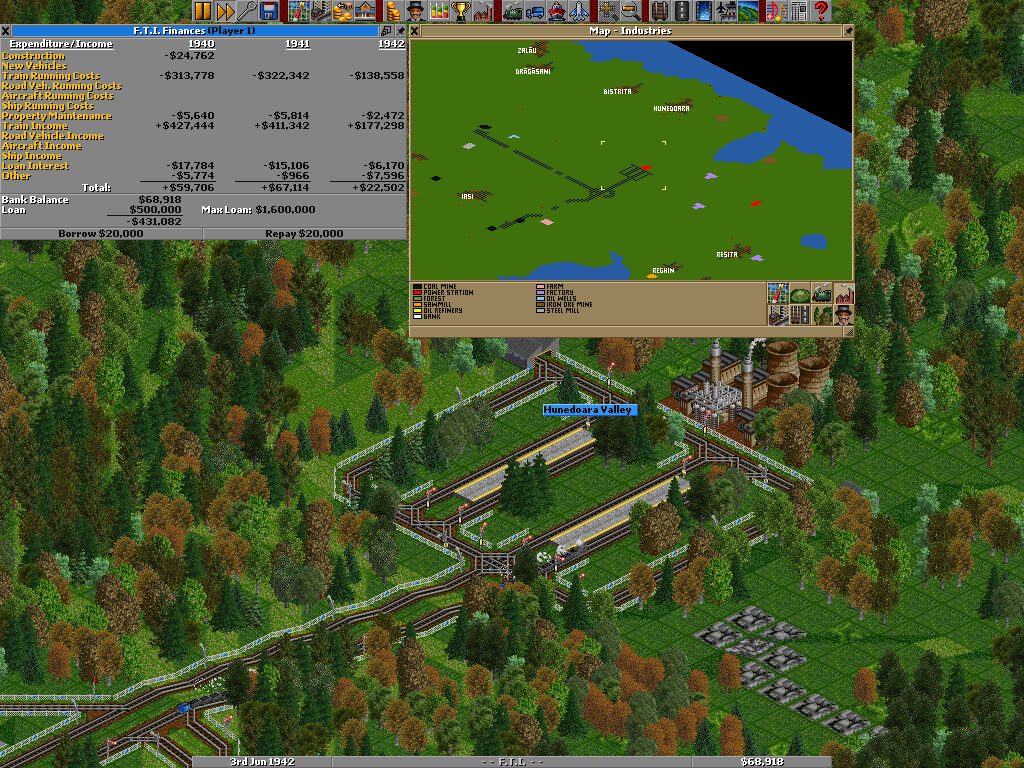 F.T.I. Finances (Player 1)
Expenditure/Income 1940 1941 1942
Construction -$24,762
New Vehicles
Train Running Costs -$313,778 -$322,342 -$138,558
Road Veh. Running Costs
Aircraft Running Costs
Ship Running Costs
Property Maintenance -$5,640 -$5,814 -$2,472
Train Income +$427,444 +$411,342 +$177,298
Road Vehicle Income
Aircraft Income
Ship Income
Loan Interest -$17,784 -$15,106 -$6,170
Other -$5,774 -$966 -$7,596
Total: +$59,706 +$67,114 +$22,502
Bank Balance $68,918
Loan $500,000 Max Loan: $1,600,000
-$431,082
Borrow $20,000 Repay $20,000
Map - Industries
ZALĂU
DRĂGĂSANI
BISTRITA
HUNEDOARA
IASI
RESITA
REGHIN
COAL MINE
POWER STATION
FOREST
SAWMILL
OIL REFINERY
BANK
FARM
FACTORY
OIL WELLS
IRON ORE MINE
STEEL MILL
Hunedoara Valley
3rd Jun 1942 - - F.T.I. - - $68,918